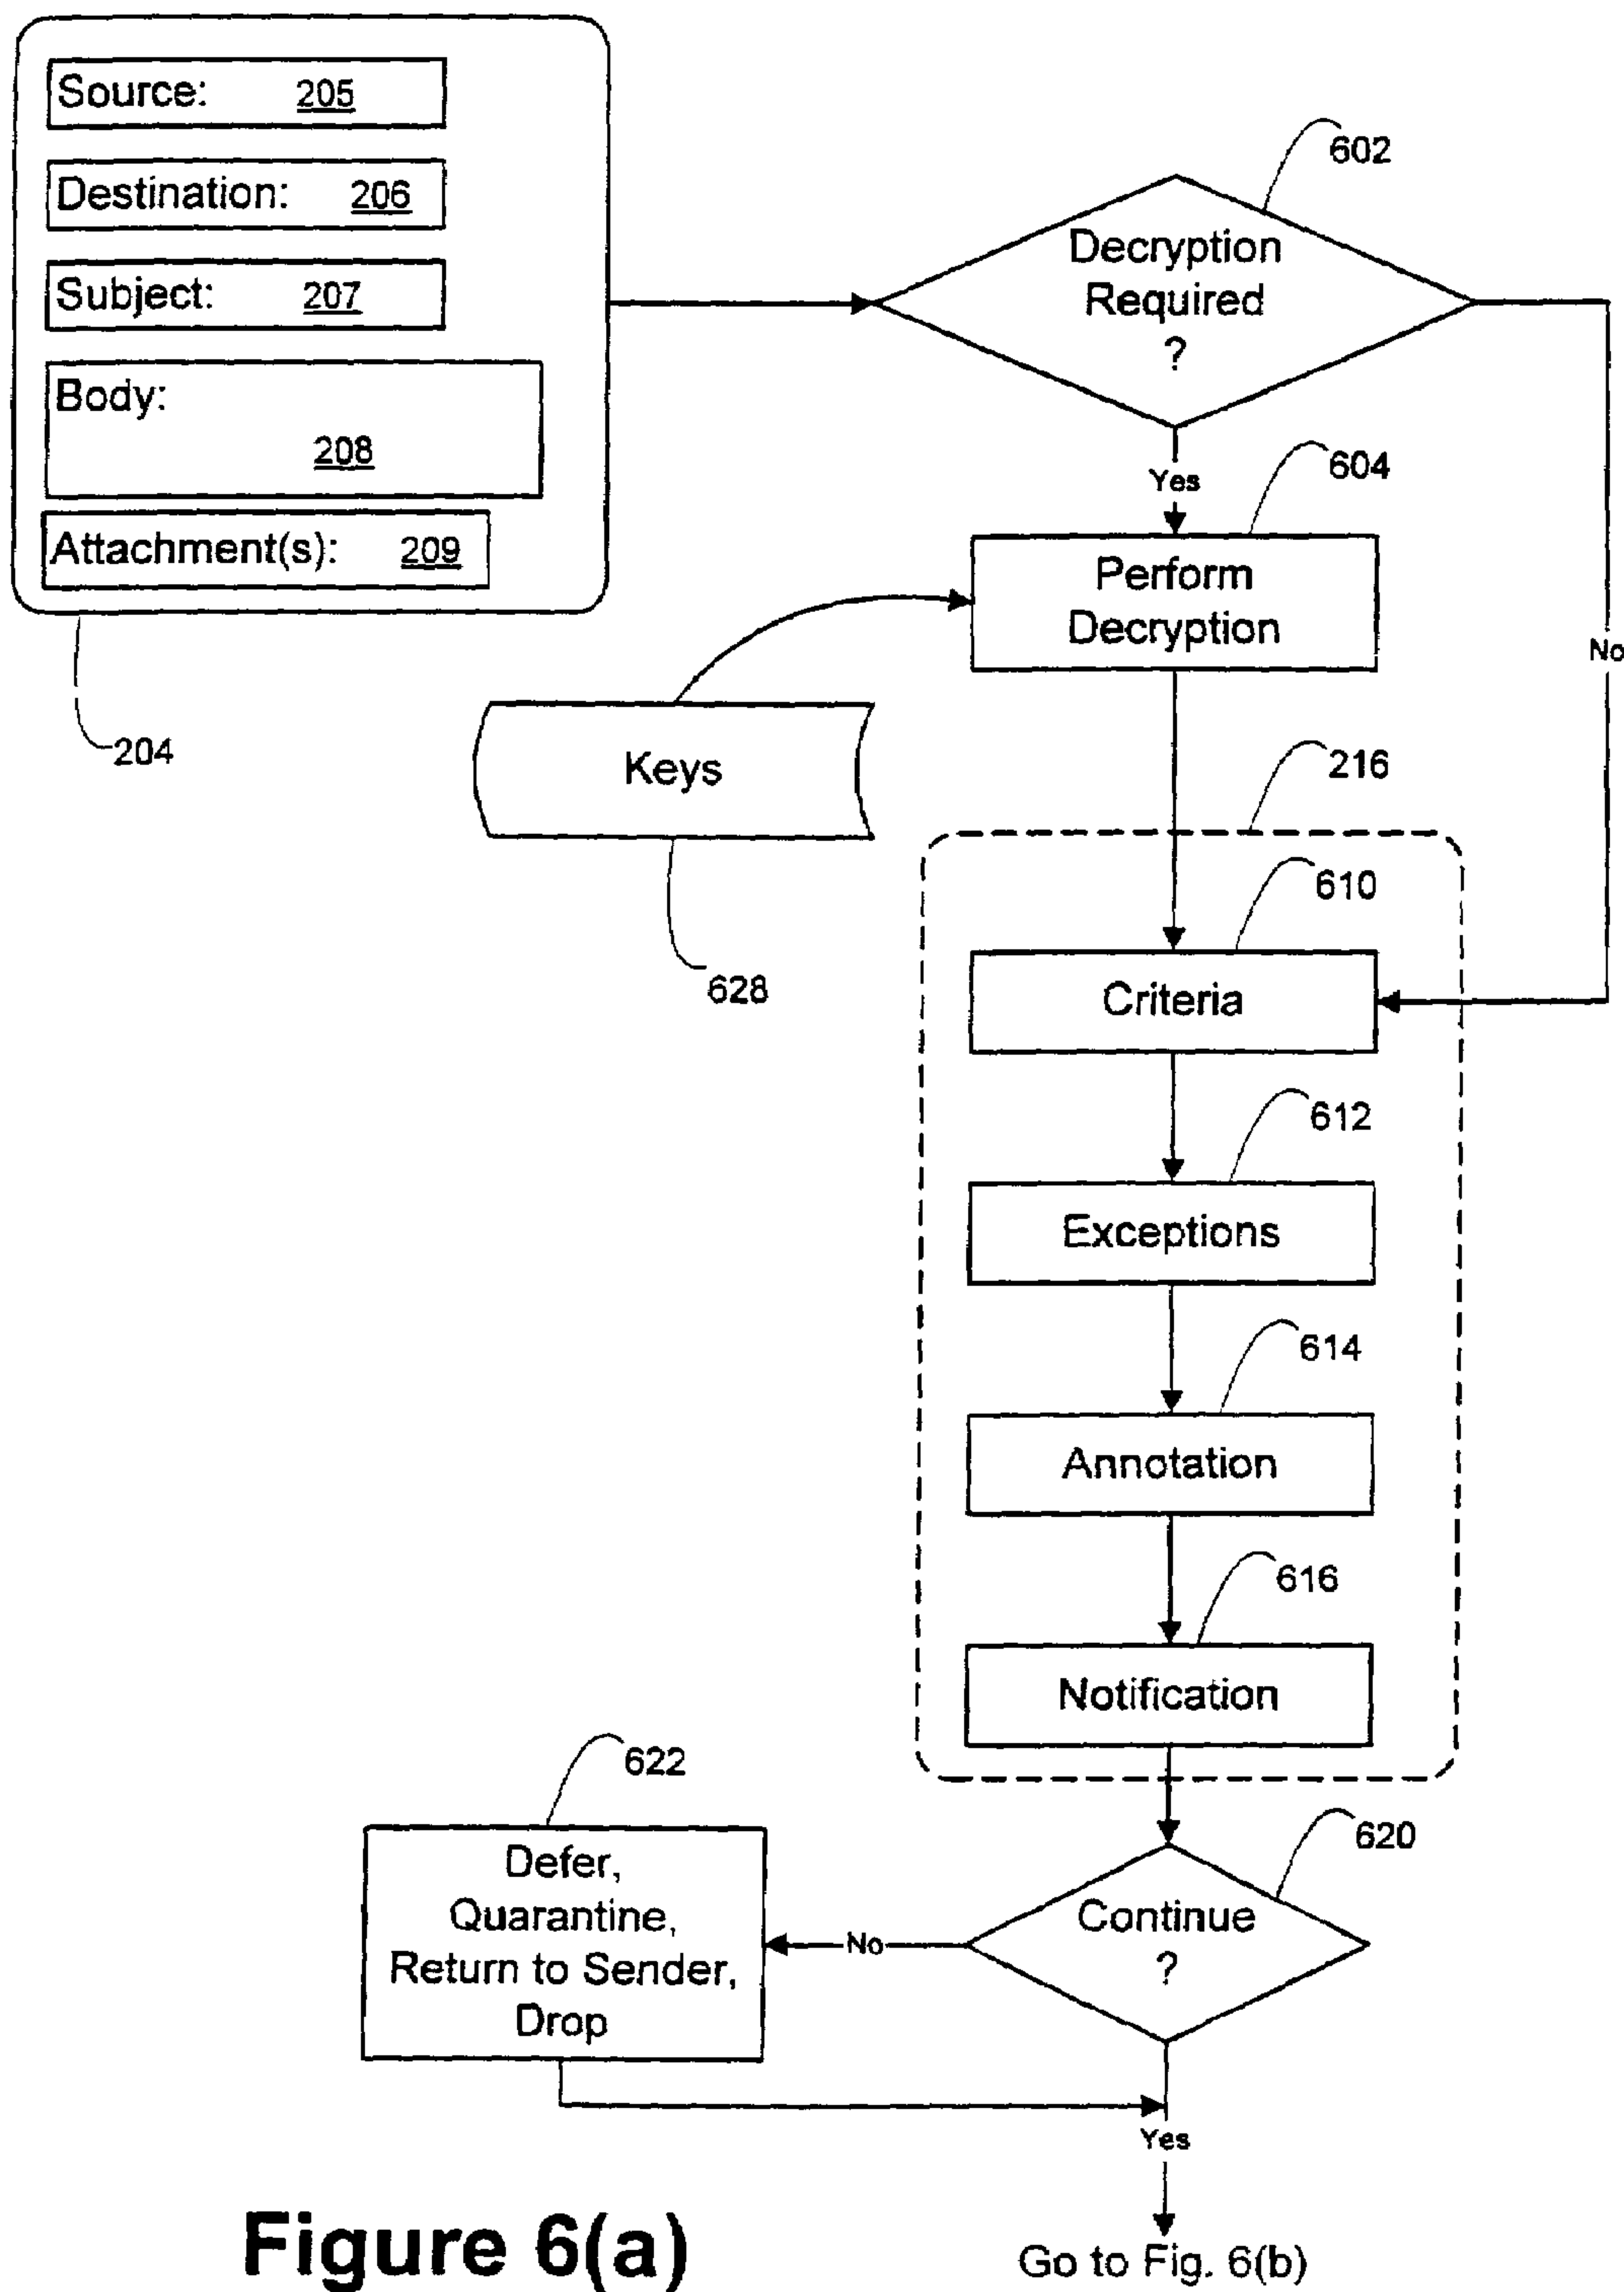 Source: 205
Destination: 206
Subject: 207
Body:
208
Attachment(s): 209
204
602
Decryption
Required
?
Yes
No
604
Perform
Decryption
Keys
628
216
610
Criteria
612
Exceptions
614
Annotation
616
Notification
622
Defer,
Quarantine,
Return to Sender,
Drop
620
Continue
?
No
Yes
Figure 6(a)
Go to Fig. 6(b)